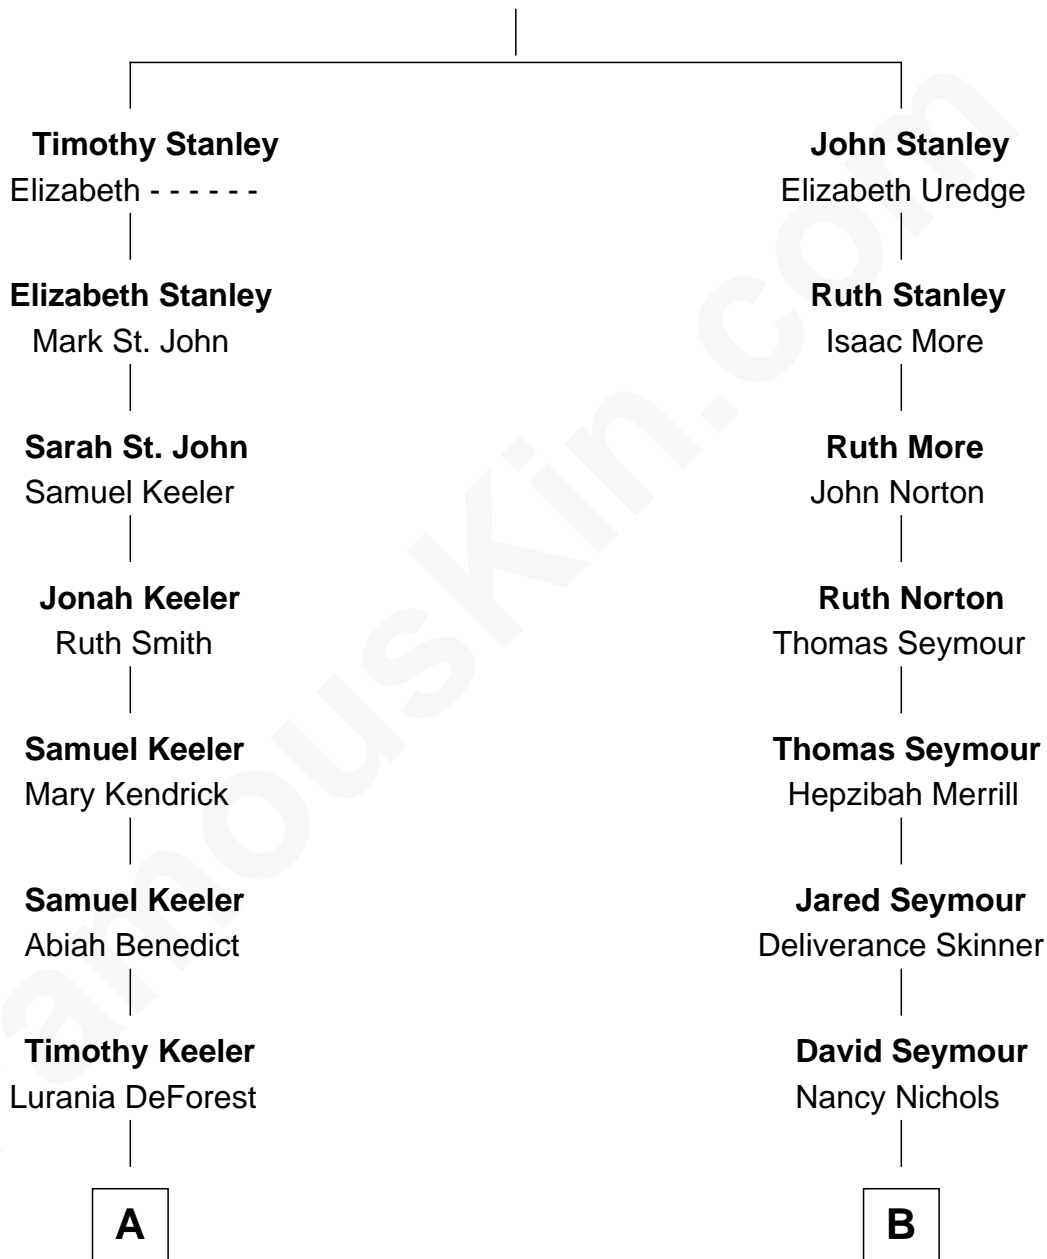 Timothy Stanley
Elizabeth - - - - - -
Elizabeth Stanley
Mark St. John
Sarah St. John
Samuel Keeler
Jonah Keeler
Ruth Smith
Samuel Keeler
Mary Kendrick
Samuel Keeler
Abiah Benedict
Timothy Keeler
Lurania DeForest
A
John Stanley
Elizabeth Uredge
Ruth Stanley
Isaac More
Ruth More
John Norton
Ruth Norton
Thomas Seymour
Thomas Seymour
Hepzibah Merrill
Jared Seymour
Deliverance Skinner
David Seymour
Nancy Nichols
B
amousKin.com